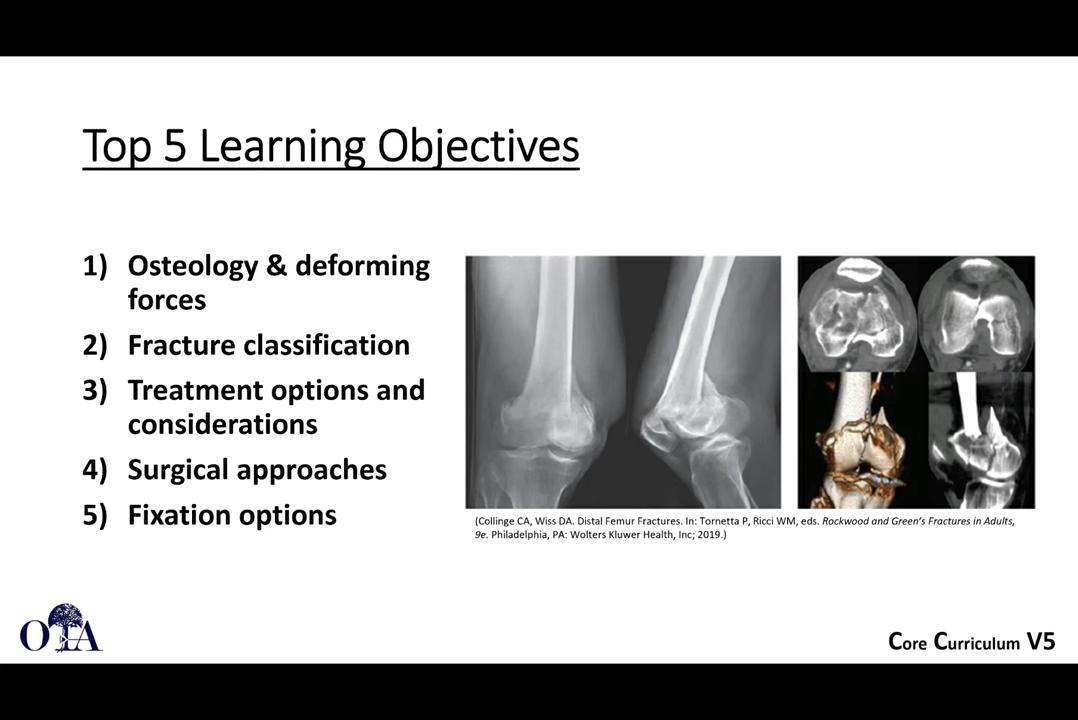 Top 5 Learning Objectives
1) Osteology & deforming
forces
2) Fracture classification
3) Treatment options and
considerations
4) Surgical approaches
5) Fixation options
(Collinge CA, Wiss DA. Distal Femur Fractures. In: Tornetta P, Ricci WM, eds. Rockwood and Green's Fractures in Adults,
9e. Philadelphia, PA: Wolters Kluwer Health, Inc; 2019.)
OTA
Core Curriculum V5